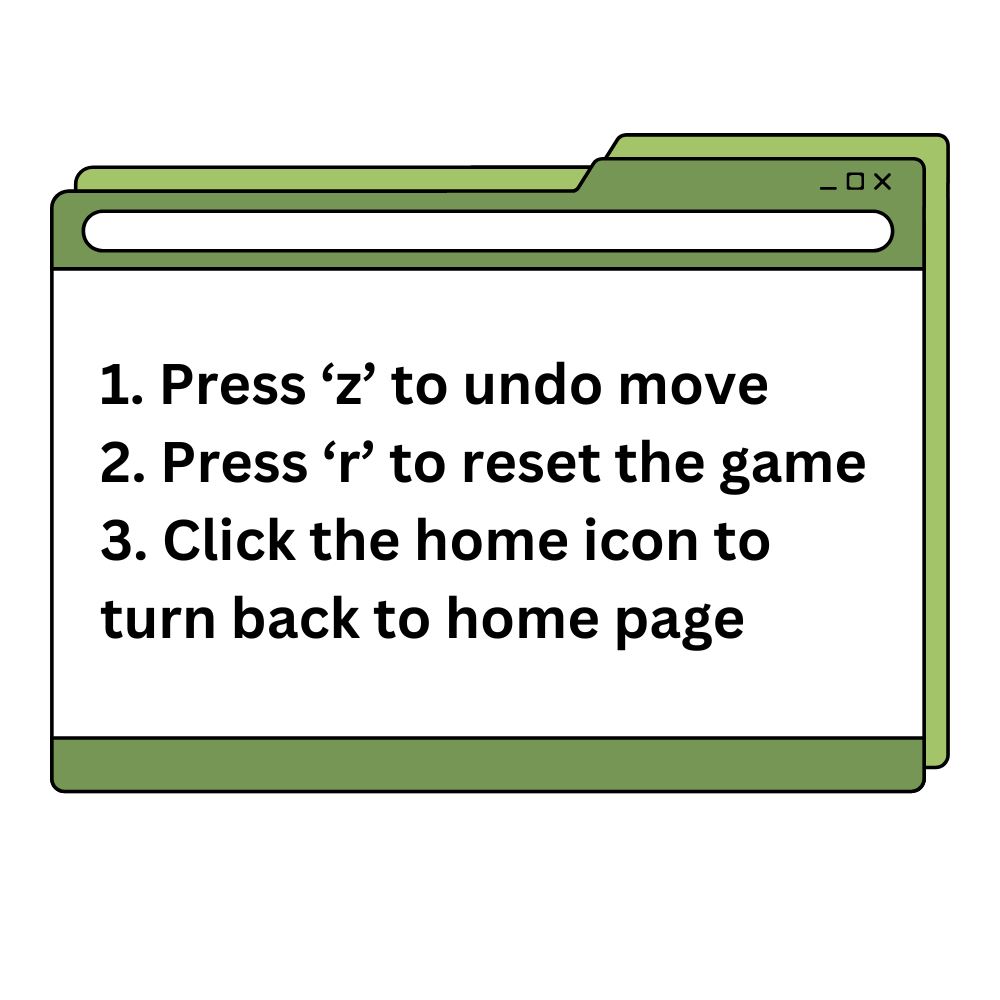 1. Press ‘z’ to undo move
2. Press ‘r’ to reset the game
3. Click the home icon to
turn back to home page